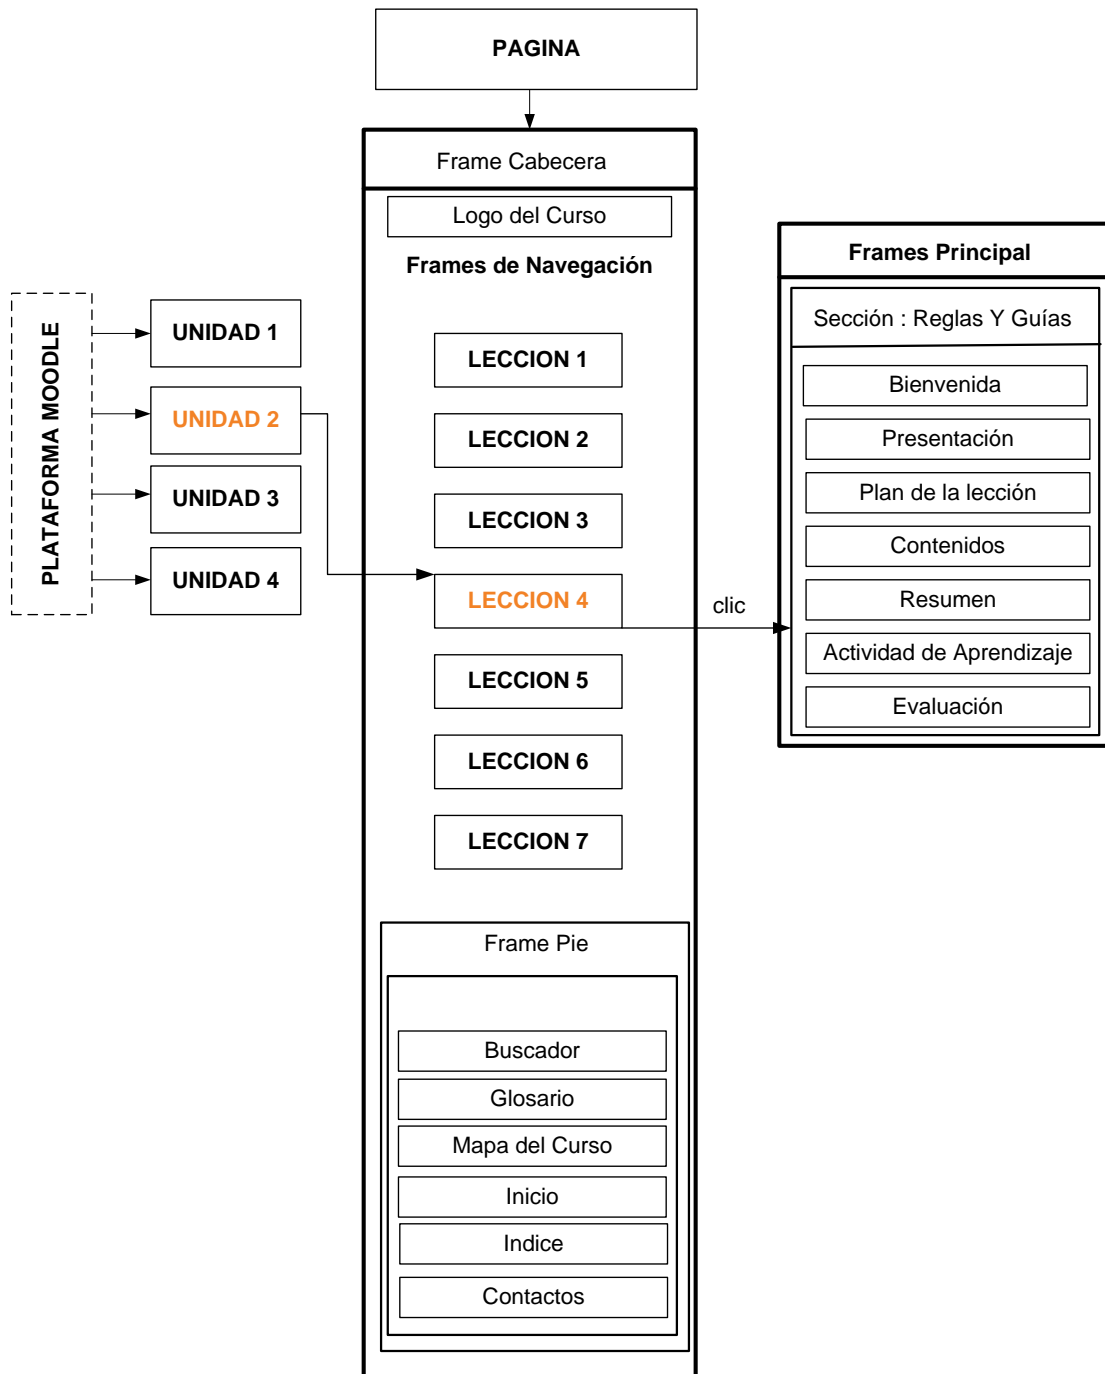 PAGINA
Frame Cabecera
Logo del Curso
Frames de Navegación
PLATAFORMA MOODLE
UNIDAD 1
UNIDAD 2
UNIDAD 3
UNIDAD 4
LECCION 1
LECCION 2
LECCION 3
LECCION 4
LECCION 5
LECCION 6
LECCION 7
clic
Frames Principal
Sección : Reglas Y Guías
Bienvenida
Presentación
Plan de la lección
Contenidos
Resumen
Actividad de Aprendizaje
Evaluación
Frame Pie
Buscador
Glosario
Mapa del Curso
Inicio
Indice
Contactos